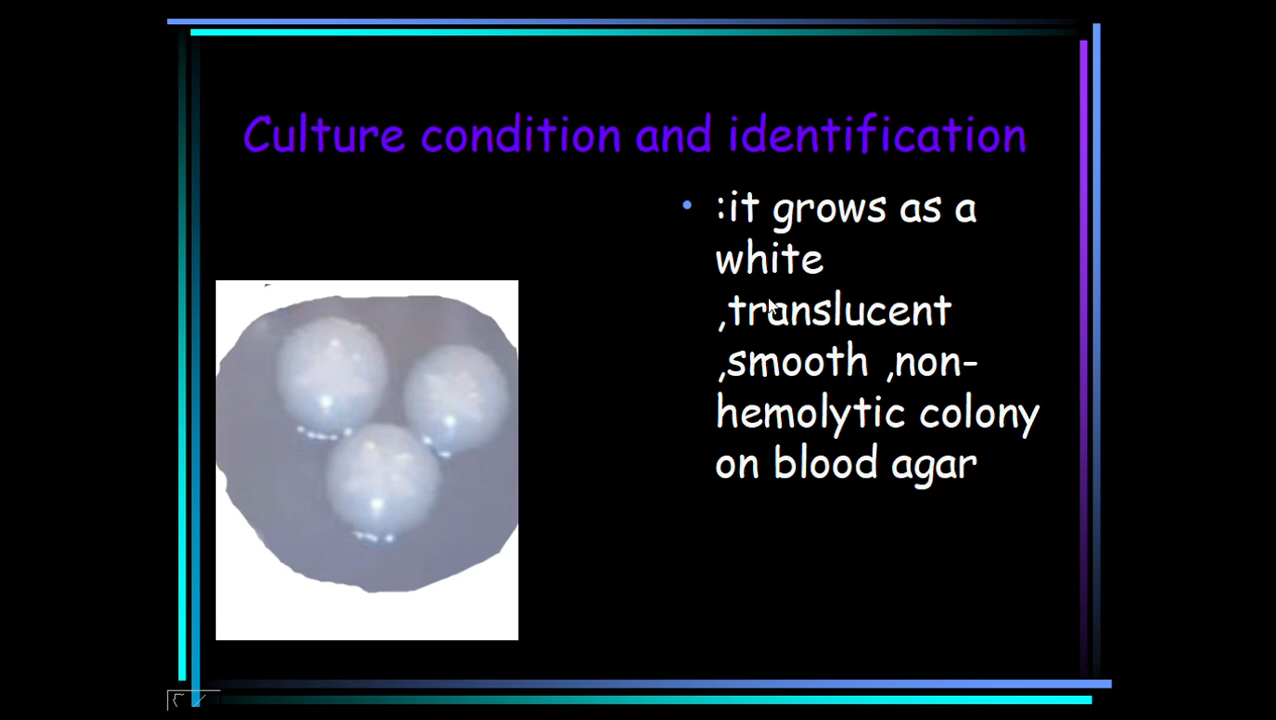 Culture condition and identification
• :it grows as a
white
,translucent
,smooth ,non-
hemolytic colony
on blood agar